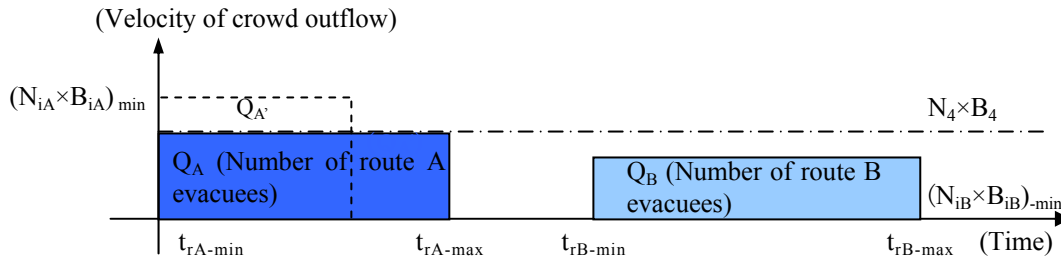 (Velocity of crowd outflow)
(NiA×BiA) min
QA'
N4×B4
QA (Number of route A
evacuees)
QB (Number of route B
evacuees)
(NiB×BiB)-min
trA-min
trA-max
trB-min
trB-max
(Time)